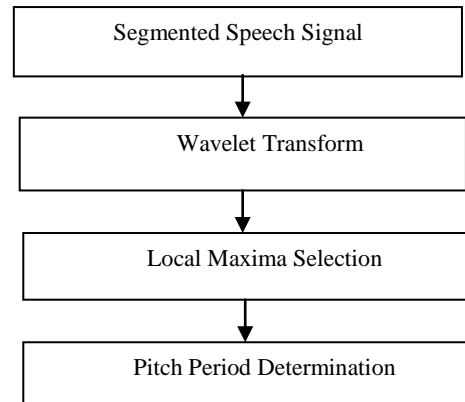 Segmented Speech Signal
Wavelet Transform
Local Maxima Selection
Pitch Period Determination